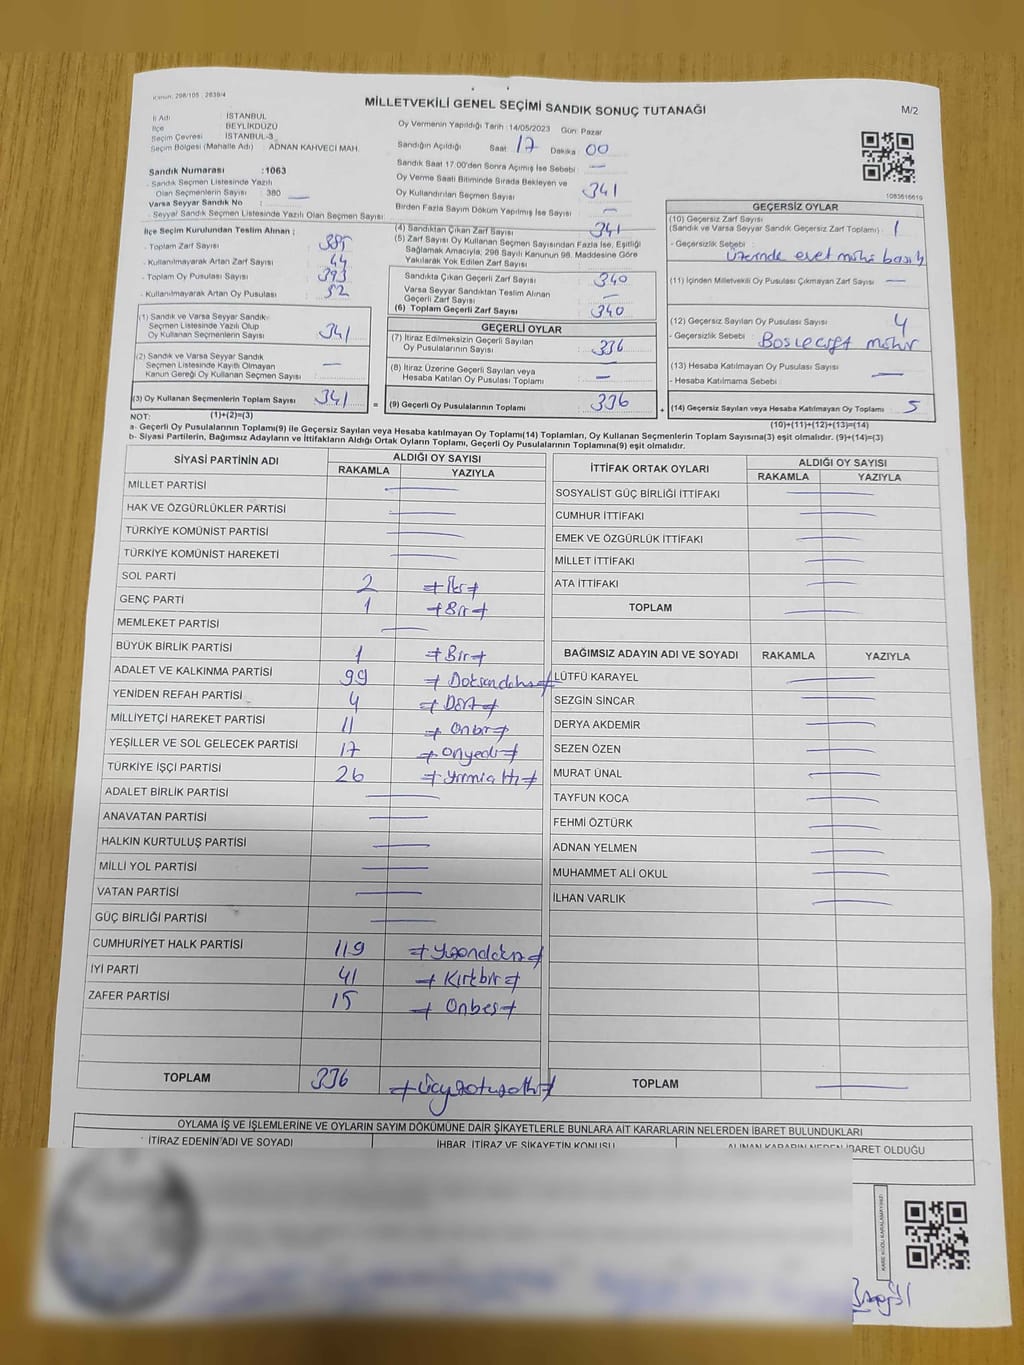 Kanun: 298/105 , 2839/4
MİLLETVEKİLİ GENEL SEÇİMİ SANDIK SONUÇ TUTANAĞI
M/2
İl Adı : İSTANBUL
İlçe : BEYLİKDÜZÜ
Seçim Çevresi : İSTANBUL-3
Seçim Bölgesi (Mahalle Adı) : ADNAN KAHVECİ MAH.
Sandık Numarası :1063
- Sandık Seçmen Listesinde Yazılı
Olan Seçmenlerin Sayısı : 380
Varsa Seyyar Sandık No :
- Seyyar Sandık Seçmen Listesinde Yazılı Olan Seçmen Sayısı:
İlçe Seçim Kurulundan Teslim Alınan ;
- Toplam Zarf Sayısı : 385
- Kullanılmayarak Artan Zarf Sayısı : 44
- Toplam Oy Pusulası Sayısı : 393
- Kullanılmayarak Artan Oy Pusulası : 52
(1) Sandık ve Varsa Seyyar Sandık
Seçmen Listesinde Yazılı Olup
Oy Kullanan Seçmenlerin Sayısı : 341
(2) Sandık ve Varsa Seyyar Sandık
Seçmen Listesinde Kayıtlı Olmayan
Kanun Gereği Oy Kullanan Seçmen Sayısı : —
(3) Oy Kullanan Seçmenlerin Toplam Sayısı : 341 =
Oy Vermenin Yapıldığı Tarih :14/05/2023 Gün: Pazar
Sandığın Açıldığı Saat : 17 Dakika : 00
Sandık Saat 17:00'den Sonra Açılmış İse Sebebi : —
Oy Verme Saati Bitiminde Sırada Bekleyen ve
Oy Kullandırılan Seçmen Sayısı : 341
Birden Fazla Sayım Döküm Yapılmış İse Sayısı : —
(4) Sandıktan Çıkan Zarf Sayısı : 341
(5) Zarf Sayısı Oy Kullanan Seçmen Sayısından Fazla İse, Eşitliği
Sağlamak Amacıyla, 298 Sayılı Kanunun 98. Maddesine Göre
Yakılarak Yok Edilen Zarf Sayısı :
Sandıkta Çıkan Geçerli Zarf Sayısı : 340
Varsa Seyyar Sandıktan Teslim Alınan
Geçerli Zarf Sayısı : —
(6) Toplam Geçerli Zarf Sayısı : 340
GEÇERLİ OYLAR
(7) İtiraz Edilmeksizin Geçerli Sayılan
Oy Pusulalarının Sayısı : 336
(8) İtiraz Üzerine Geçerli Sayılan veya
Hesaba Katılan Oy Pusulası Toplamı : —
(9) Geçerli Oy Pusulalarının Toplamı : 336 +
1083616619
GEÇERSİZ OYLAR
(10) Geçersiz Zarf Sayısı
(Sandık ve Varsa Seyyar Sandık Geçersiz Zarf Toplamı) : 1
- Geçersizlik Sebebi :
Üzerinde evet mührü basılı
(11) İçinden Milletvekili Oy Pusulası Çıkmayan Zarf Sayısı : —
(12) Geçersiz Sayılan Oy Pusulası Sayısı : 4
- Geçersizlik Sebebi :
(13) Hesaba Katılmayan Oy Pusulası Sayısı : —
- Hesaba Katılmama Sebebi :
(14) Geçersiz Sayılan veya Hesaba Katılmayan Oy Toplamı : 5
NOT: (1)+(2)=(3) (10)+(11)+(12)+(13)=(14)
a- Geçerli Oy Pusulalarının Toplamı(9) ile Geçersiz Sayılan veya Hesaba katılmayan Oy Toplamı(14) Toplamları, Oy Kullanan Seçmenlerin Toplam Sayısına(3) eşit olmalıdır. (9)+(14)=(3)
b- Siyasi Partilerin, Bağımsız Adayların ve İttifakların Aldığı Ortak Oyların Toplamı, Geçerli Oy Pusulalarının Toplamına(9) eşit olmalıdır.
SİYASİ PARTİNİN ADI ALDIĞI OY SAYISI
RAKAMLA YAZIYLA
MİLLET PARTİSİ —
HAK VE ÖZGÜRLÜKLER PARTİSİ —
TÜRKİYE KOMÜNİST PARTİSİ —
TÜRKİYE KOMÜNİST HAREKETİ —
SOL PARTİ 2 İki
GENÇ PARTİ 1 Bir
MEMLEKET PARTİSİ —
BÜYÜK BİRLİK PARTİSİ 1 Bir
ADALET VE KALKINMA PARTİSİ 99 Doksandokuz
YENİDEN REFAH PARTİSİ 4 Dört
MİLLİYETÇİ HAREKET PARTİSİ 11 Onbir
YEŞİLLER VE SOL GELECEK PARTİSİ 17 Onyedi
TÜRKİYE İŞÇİ PARTİSİ 26 Yirmialtı
ADALET BİRLİK PARTİSİ —
ANAVATAN PARTİSİ —
HALKIN KURTULUŞ PARTİSİ —
MİLLİ YOL PARTİSİ —
VATAN PARTİSİ —
GÜÇ BİRLİĞİ PARTİSİ —
CUMHURİYET HALK PARTİSİ 119
İYİ PARTİ 41 Kırkbir
ZAFER PARTİSİ 15 Onbeş
TOPLAM 336 Üçyüzotuzaltı
İTTİFAK ORTAK OYLARI ALDIĞI OY SAYISI
RAKAMLA YAZIYLA
SOSYALİST GÜÇ BİRLİĞİ İTTİFAKI —
CUMHUR İTTİFAKI —
EMEK VE ÖZGÜRLÜK İTTİFAKI —
MİLLET İTTİFAKI —
ATA İTTİFAKI —
TOPLAM —
BAĞIMSIZ ADAYIN ADI VE SOYADI RAKAMLA YAZIYLA
LÜTFÜ KARAYEL —
SEZGİN SİNCAR —
DERYA AKDEMİR —
SEZEN ÖZEN —
MURAT ÜNAL —
TAYFUN KOCA —
FEHMİ ÖZTÜRK —
ADNAN YELMEN —
MUHAMMET ALİ OKUL —
İLHAN VARLIK —
TOPLAM —
OYLAMA İŞ VE İŞLEMLERİNE VE OYLARIN SAYIM DÖKÜMÜNE DAİR ŞİKAYETLERLE BUNLARA AİT KARARLARIN NELERDEN İBARET BULUNDUKLARI
İTİRAZ EDENİN ADI VE SOYADI İHBAR, İTİRAZ VE ŞİKAYETİN KONUSU ALINAN KARARIN NEDEN İBARET OLDUĞU
KARE KODU KARALAMAYINIZ!